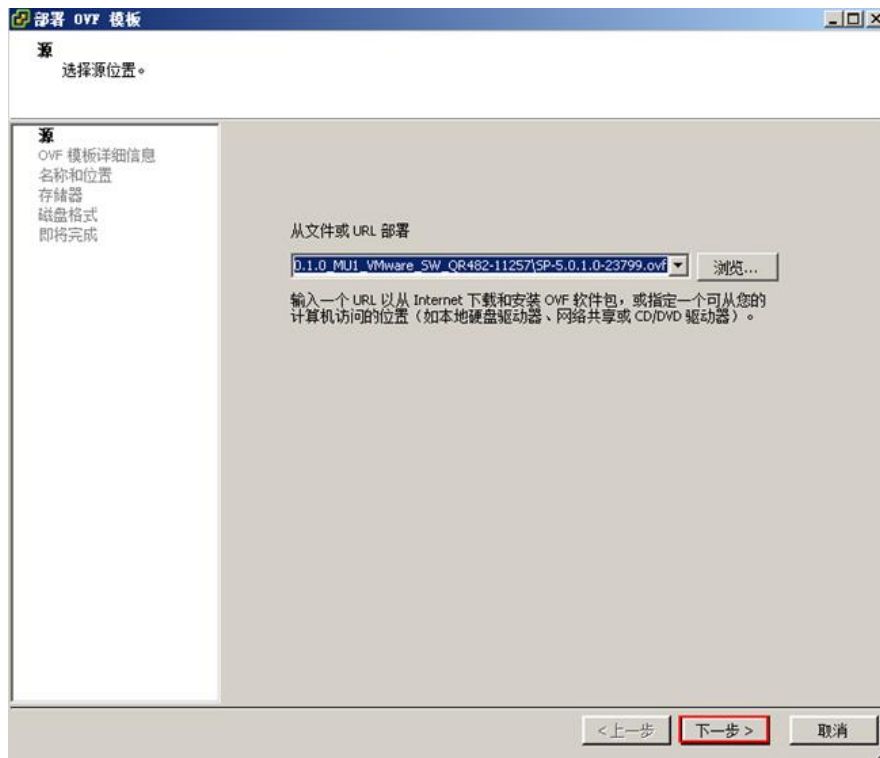 部署 OVF 模板
源
选择源位置。
源
OVF 模板详细信息
名称和位置
存储器
磁盘格式
即将完成
从文件或 URL 部署
0.1.0_MU1_VMware_SW_QR482-11257\SP-5.0.1.0-23799.ovf
浏览...
输入一个 URL 以从 Internet 下载和安装 OVF 软件包，或指定一个可从您的
计算机访问的位置（如本地硬盘驱动器、网络共享或 CD/DVD 驱动器）。
<上一步
下一步 >
取消